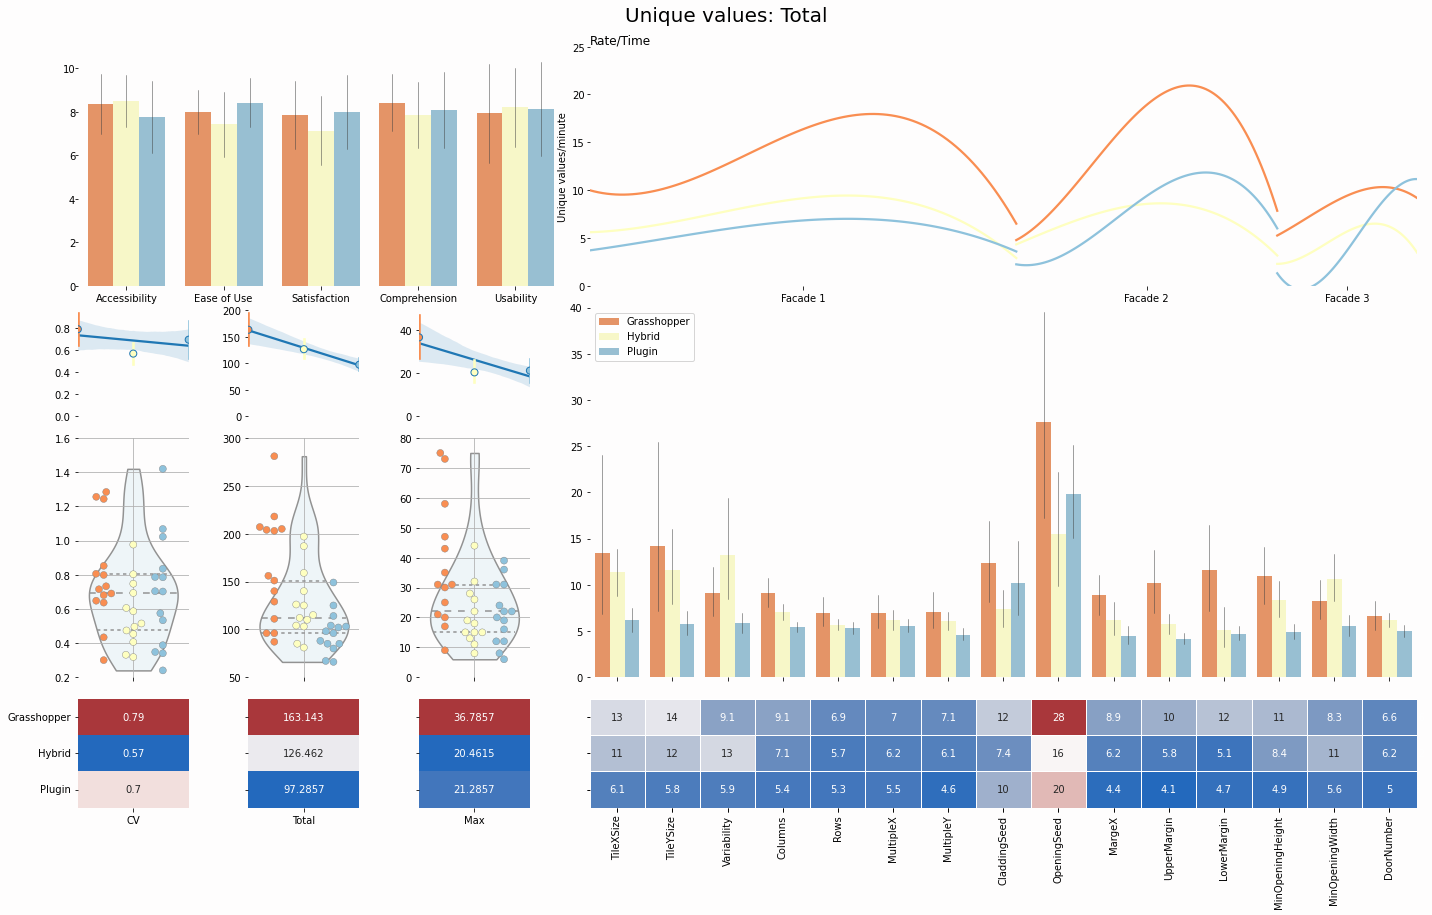 Unique values: Total
10
8
6
4
2
0
Accessibility Ease of Use Satisfaction Comprehension Usability
Rate/Time
Unique values/minute
25
20
15
10
5
0
Facade 1 Facade 2 Facade 3
0.8
0.6
0.4
0.2
0.0
200
150
100
50
0
40
20
0
1.6
1.4
1.2
1.0
0.8
0.6
0.4
0.2
300
250
200
150
100
50
80
70
60
50
40
30
20
10
0
40
35
30
25
20
15
10
5
0
Grasshopper
Hybrid
Plugin
Grasshopper 0.79 163.143 36.7857
Hybrid 0.57 126.462 20.4615
Plugin 0.7 97.2857 21.2857
CV Total Max
13 14 9.1 9.1 6.9 7 7.1 12 28 8.9 10 12 11 8.3 6.6
11 12 13 7.1 5.7 6.2 6.1 7.4 16 6.2 5.8 5.1 8.4 11 6.2
6.1 5.8 5.9 5.4 5.3 5.5 4.6 10 20 4.4 4.1 4.7 4.9 5.6 5
TileXSize
TileYSize
Variability
Columns
Rows
MultipleX
MultipleY
CladdingSeed
OpeningSeed
MargeX
UpperMargin
LowerMargin
MinOpeningHeight
MinOpeningWidth
DoorNumber